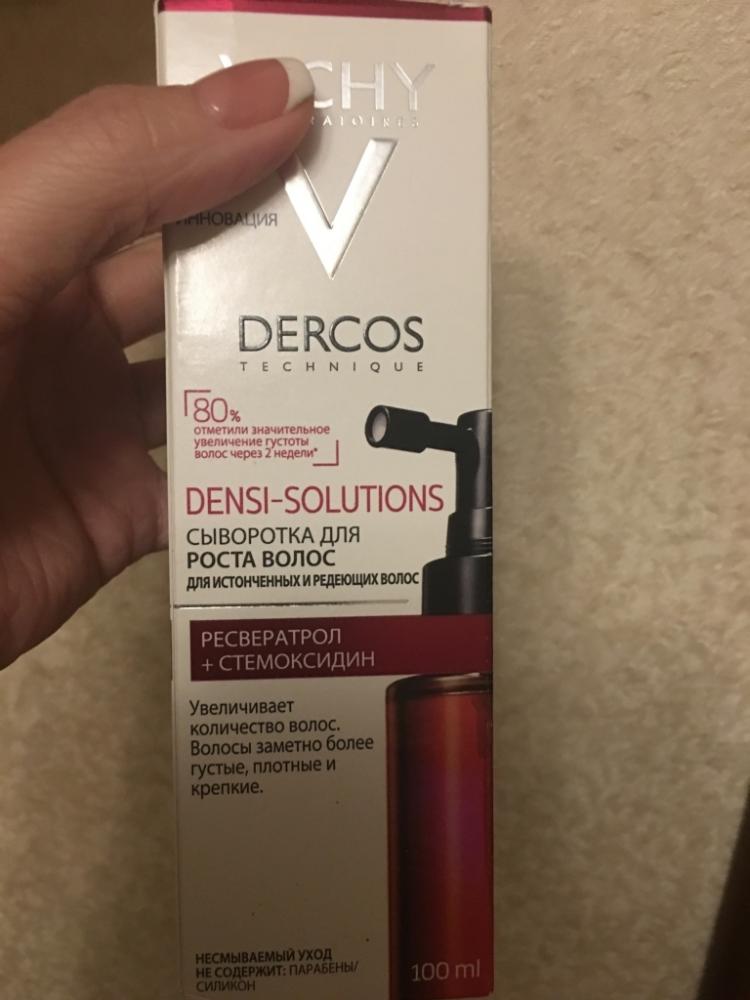 CHY
V
ИННОВАЦИЯ
DERCOS
TECHNIQUE
80%
отметили значительное
увеличение густоты
волос через 2 недели*
DENSI-SOLUTIONS
СЫВОРОТКА ДЛЯ
РОСТА ВОЛОС
ДЛЯ ИСТОНЧЕННЫХ И РЕДЕЮЩИХ ВОЛОС
РЕСВЕРАТРОЛ
+ СТЕМОКСИДИН
Увеличивает
количество волос.
Волосы заметно более
густые, плотные и
крепкие.
НЕСМЫВАЕМЫЙ УХОД
НЕ СОДЕРЖИТ: ПАРАБЕНЫ/
СИЛИКОН
100 ml